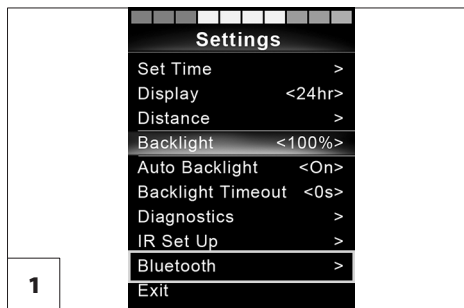 Settings
Set Time >
Display <24hr>
Distance >
Backlight <100%>
Auto Backlight <On>
Backlight Timeout <0s>
Diagnostics >
IR Set Up >
Bluetooth >
Exit
1